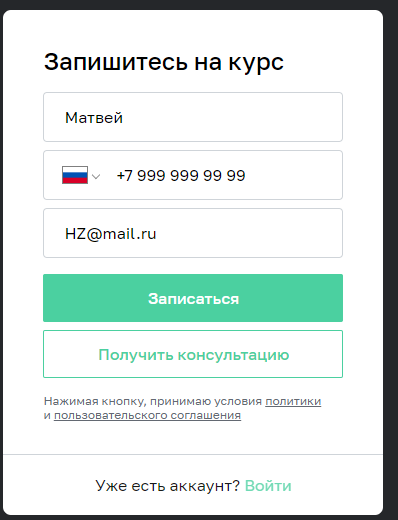 Запишитесь на курс
Матвей
+7 999 999 99 99
HZ@mail.ru
Записаться
Получить консультацию
Нажимая кнопку, принимаю условия политики
и пользовательского соглашения
Уже есть аккаунт? Войти